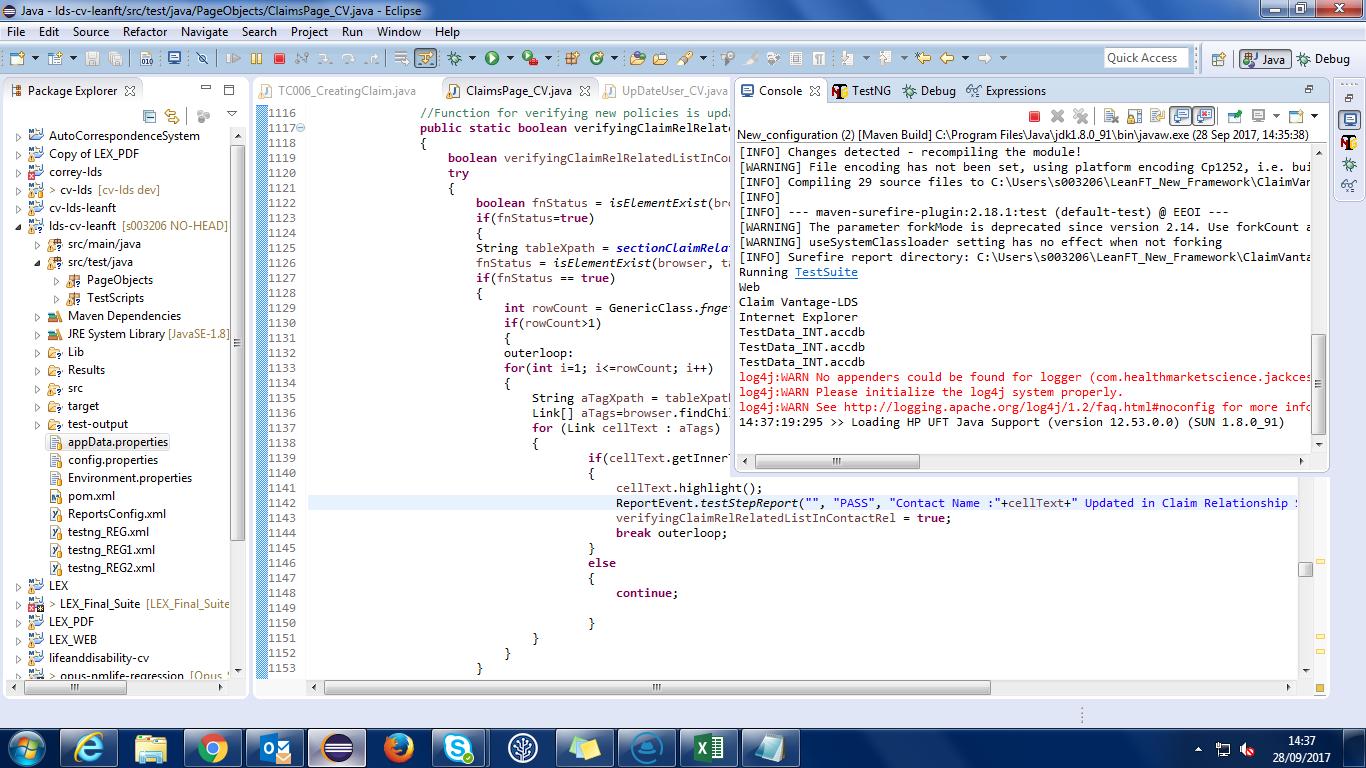 Java - lds-cv-leanft/src/test/java/PageObjects/ClaimsPage_CV.java - Eclipse
File Edit Source Refactor Navigate Search Project Run Window Help
Quick Access
Java
Debug
Package Explorer
AutoCorrespondenceSystem
Copy of LEX_PDF
correy-lds
> cv-lds [cv-lds dev]
cv-lds-leanft
lds-cv-leanft [s003206 NO-HEAD]
src/main/java
src/test/java
PageObjects
TestScripts
Maven Dependencies
JRE System Library [JavaSE-1.8]
Lib
Results
src
target
test-output
appData.properties
config.properties
Environment.properties
pom.xml
ReportsConfig.xml
testng_REG.xml
testng_REG1.xml
testng_REG2.xml
LEX
> LEX_Final_Suite [LEX_Final_Suite
LEX_PDF
LEX_WEB
lifeanddisability-cv
> opus-nmlife-regression [Opus
TC006_CreatingClaim.java
ClaimsPage_CV.java
UpDateUser_CV.java
1116 //Function for verifying new policies is upda
1117 public static boolean verifyingClaimRelRelate
1118 {
1119 boolean verifyingClaimRelRelatedListInCon
1120 try
1121 {
1122 boolean fnStatus = isElementExist(bro
1123 if(fnStatus=true)
1124 {
1125 String tableXpath = sectionClaimRela
1126 fnStatus = isElementExist(browser, ta
1127 if(fnStatus == true)
1128 {
1129 int rowCount = GenericClass.fnget
1130 if(rowCount>1)
1131 {
1132 outerloop:
1133 for(int i=1; i<=rowCount; i++)
1134 {
1135 String aTagXpath = tableXpath
1136 Link[] aTags=browser.findChil
1137 for (Link cellText : aTags)
1138 {
1139 if(cellText.getInner
1140 {
1141 cellText.highlight();
1142 ReportEvent.testStepReport("", "PASS", "Contact Name :"+cellText+" Updated in Claim Relationship S
1143 verifyingClaimRelRelatedListInContactRel = true;
1144 break outerloop;
1145 }
1146 else
1147 {
1148 continue;
1149
1150 }
1151 }
1152 }
1153 }
Console
TestNG
Debug
Expressions
New_configuration (2) [Maven Build] C:\Program Files\Java\jdk1.8.0_91\bin\javaw.exe (28 Sep 2017, 14:35:38)
[INFO] Changes detected - recompiling the module!
[WARNING] File encoding has not been set, using platform encoding Cp1252, i.e. bui
[INFO] Compiling 29 source files to C:\Users\s003206\LeanFT_New_Framework\ClaimVan
[INFO]
[INFO] --- maven-surefire-plugin:2.18.1:test (default-test) @ EEOI ---
[WARNING] The parameter forkMode is deprecated since version 2.14. Use forkCount a
[WARNING] useSystemClassloader setting has no effect when not forking
[INFO] Surefire report directory: C:\Users\s003206\LeanFT_New_Framework\ClaimVanta
Running TestSuite
Web
Claim Vantage-LDS
Internet Explorer
TestData_INT.accdb
TestData_INT.accdb
TestData_INT.accdb
log4j:WARN No appenders could be found for logger (com.healthmarketscience.jackces
log4j:WARN Please initialize the log4j system properly.
log4j:WARN See http://logging.apache.org/log4j/1.2/faq.html#noconfig for more info
14:37:19:295 >> Loading HP UFT Java Support (version 12.53.0.0) (SUN 1.8.0_91)
14:37
28/09/2017